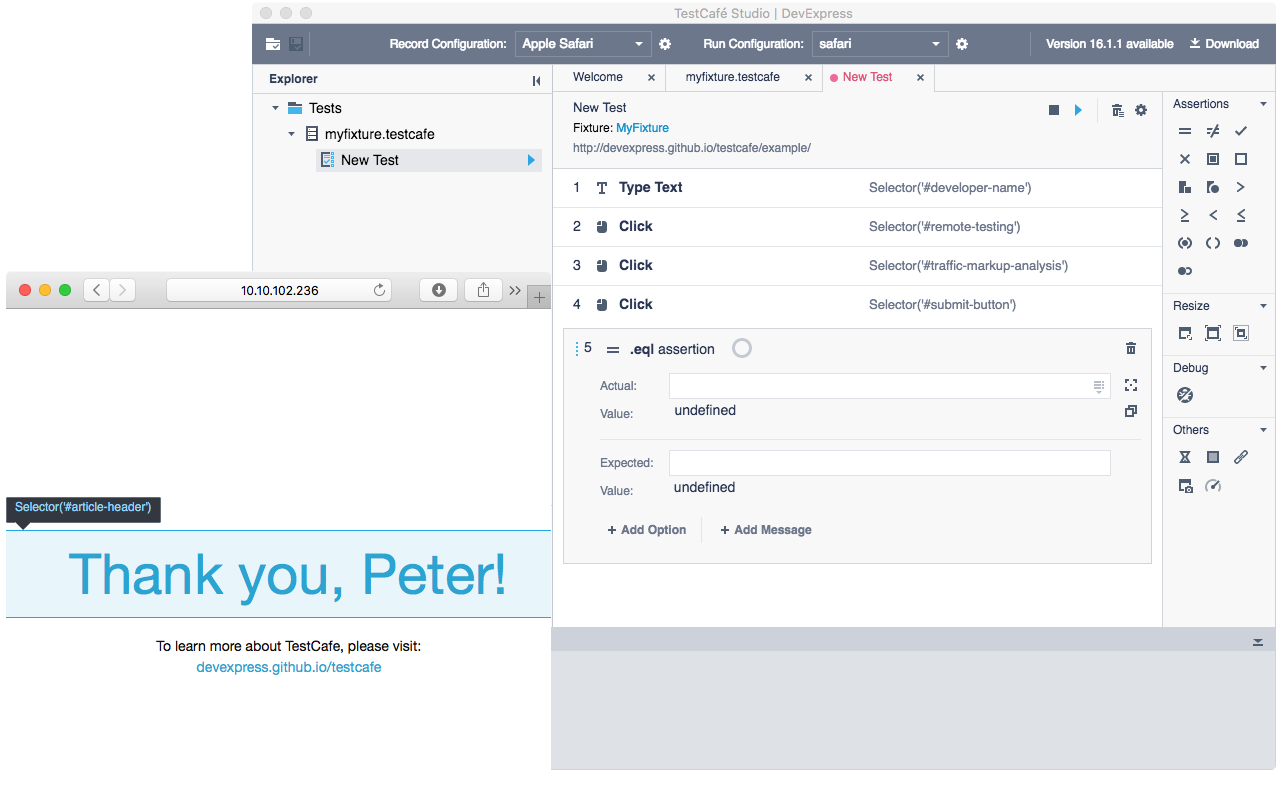 TestCafé Studio | DevExpress
Record Configuration: Apple Safari Run Configuration: safari Version 16.1.1 available Download
Explorer
Tests
myfixture.testcafe
New Test
Welcome × myfixture.testcafe × New Test ×
New Test
Fixture: MyFixture
http://devexpress.github.io/testcafe/example/
1 Type Text Selector('#developer-name')
2 Click Selector('#remote-testing')
3 Click Selector('#traffic-markup-analysis')
4 Click Selector('#submit-button')
5 = .eql assertion
Actual:
Value: undefined
Expected:
Value: undefined
+ Add Option + Add Message
Assertions
Resize
Debug
Others
10.10.102.236
Selector('#article-header')
Thank you, Peter!
To learn more about TestCafe, please visit:
devexpress.github.io/testcafe